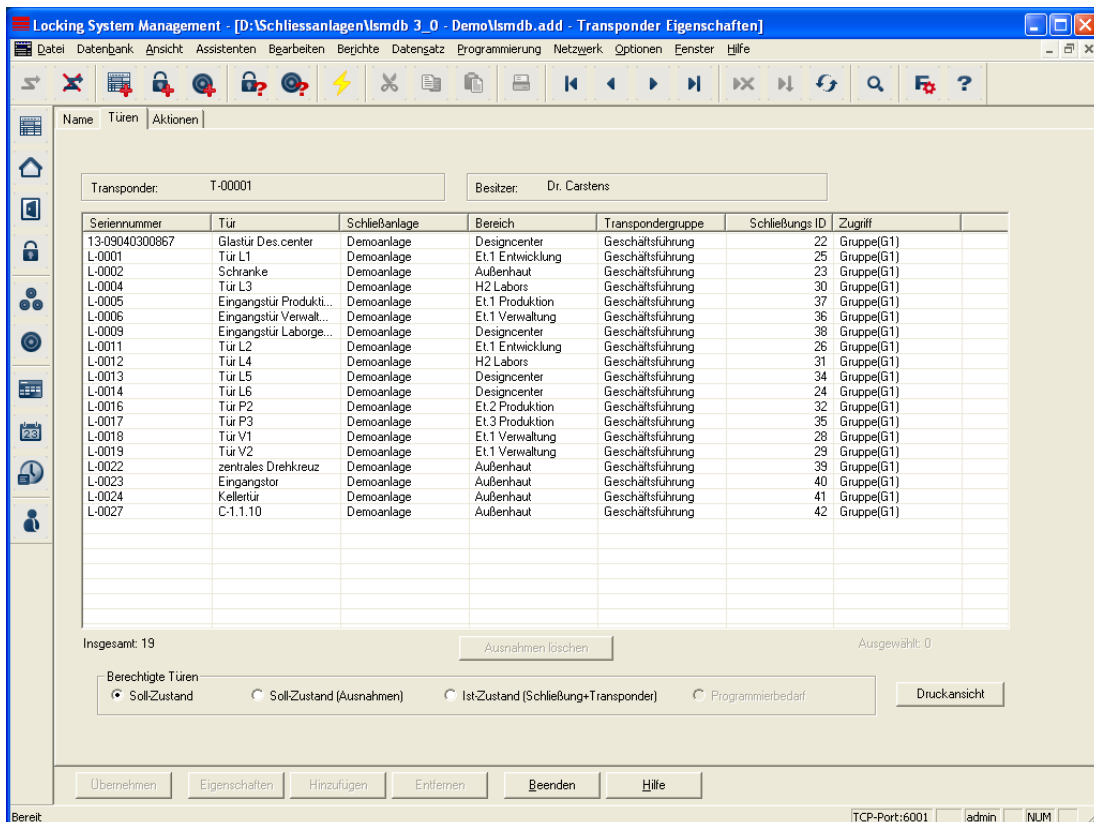 Locking System Management - [D:\Schliessanlagen\lsmdb 3_0 - Demo\lsmdb.add - Transponder Eigenschaften]
Datei Datenbank Ansicht Assistenten Bearbeiten Berichte Datensatz Programmierung Netzwerk Optionen Fenster Hilfe
Name Türen Aktionen
Transponder: T-00001 Besitzer: Dr. Carstens
Seriennummer Tür Schließanlage Bereich Transpondergruppe Schließungs ID Zugriff
13-09040300867 Glastür Des.center Demoanlage Designcenter Geschäftsführung 22 Gruppe(G1)
L-0001 Tür L1 Demoanlage Et.1 Entwicklung Geschäftsführung 25 Gruppe(G1)
L-0002 Schranke Demoanlage Außenhaut Geschäftsführung 23 Gruppe(G1)
L-0004 Tür L3 Demoanlage H2 Labors Geschäftsführung 30 Gruppe(G1)
L-0005 Eingangstür Produkti... Demoanlage Et.1 Produktion Geschäftsführung 37 Gruppe(G1)
L-0006 Eingangstür Verwalt... Demoanlage Et.1 Verwaltung Geschäftsführung 36 Gruppe(G1)
L-0009 Eingangstür Laborge... Demoanlage Designcenter Geschäftsführung 38 Gruppe(G1)
L-0011 Tür L2 Demoanlage Et.1 Entwicklung Geschäftsführung 26 Gruppe(G1)
L-0012 Tür L4 Demoanlage H2 Labors Geschäftsführung 31 Gruppe(G1)
L-0013 Tür L5 Demoanlage Designcenter Geschäftsführung 34 Gruppe(G1)
L-0014 Tür L6 Demoanlage Designcenter Geschäftsführung 24 Gruppe(G1)
L-0016 Tür P2 Demoanlage Et.2 Produktion Geschäftsführung 32 Gruppe(G1)
L-0017 Tür P3 Demoanlage Et.3 Produktion Geschäftsführung 35 Gruppe(G1)
L-0018 Tür V1 Demoanlage Et.1 Verwaltung Geschäftsführung 28 Gruppe(G1)
L-0019 Tür V2 Demoanlage Et.1 Verwaltung Geschäftsführung 29 Gruppe(G1)
L-0022 zentrales Drehkreuz Demoanlage Außenhaut Geschäftsführung 39 Gruppe(G1)
L-0023 Eingangstor Demoanlage Außenhaut Geschäftsführung 40 Gruppe(G1)
L-0024 Kellertür Demoanlage Außenhaut Geschäftsführung 41 Gruppe(G1)
L-0027 C-1.1.10 Demoanlage Außenhaut Geschäftsführung 42 Gruppe(G1)
Insgesamt: 19 Ausnahmen löschen Ausgewählt: 0
Berechtigte Türen
Soll-Zustand Soll-Zustand (Ausnahmen) Ist-Zustand (Schließung+Transponder) Programmierbedarf Druckansicht
Übernehmen Eigenschaften Hinzufügen Entfernen Beenden Hilfe
Bereit TCP-Port:6001 admin NUM